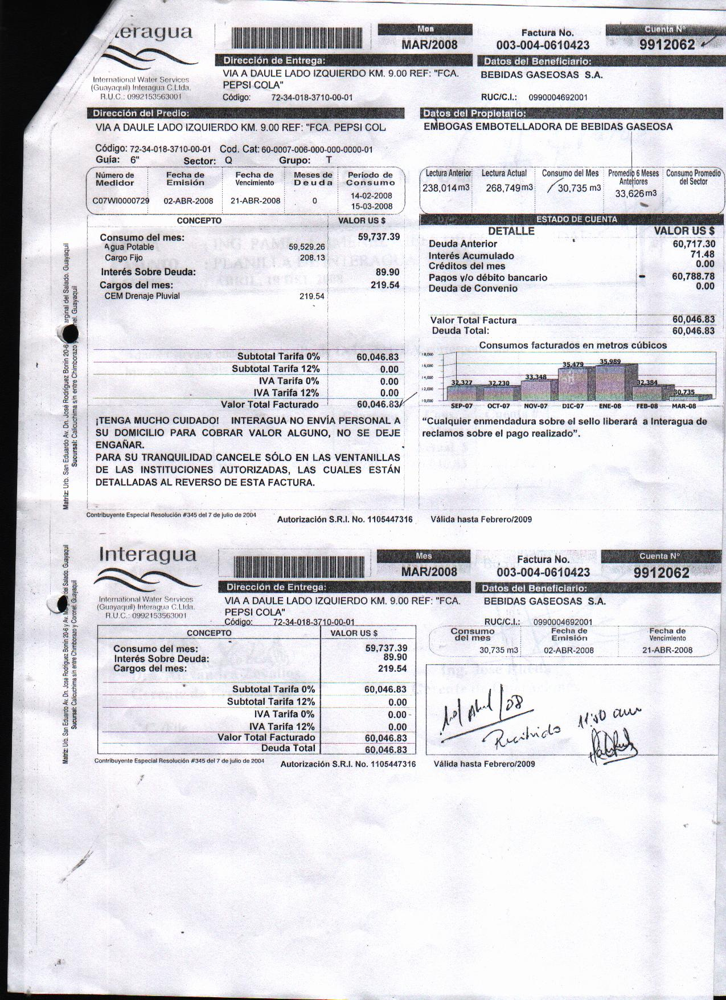 teragua
International Water Services
(Guayaquil) Interagua C.Ltda.
R.U.C.: 0992153563001
Mes
MAR/2008
Factura No.
003-004-0610423
Cuenta Nº
9912062
Dirección de Entrega:
VIA A DAULE LADO IZQUIERDO KM. 9.00 REF: "FCA.
PEPSI COLA"
Código: 72-34-018-3710-00-01
Datos del Beneficiario:
BEBIDAS GASEOSAS S.A.
RUC/C.I.: 0990004692001
Dirección del Predio:
VIA A DAULE LADO IZQUIERDO KM. 9.00 REF: "FCA. PEPSI COL
Código: 72-34-018-3710-00-01 Cod. Cat: 60-0007-006-000-000-0000-01
Guía: 6" Sector: Q Grupo: T
Datos del Propietario:
EMBOGAS EMBOTELLADORA DE BEBIDAS GASEOSA
Número de Medidor Fecha de Emisión Fecha de Vencimiento Meses de Deuda Periodo de Consumo
C07WI0000729 02-ABR-2008 21-ABR-2008 0 14-02-2008
15-03-2008
Lectura Anterior Lectura Actual Consumo del Mes Promedio 6 Meses Anteriores Consumo Promedio del Sector
238,014m3 268,749m3 30,735 m3 33,626m3
CONCEPTO VALOR US $
Consumo del mes: 59,737.39
Agua Potable 59,529.26
Cargo Fijo 208.13
Interés Sobre Deuda: 89.90
Cargos del mes: 219.54
CEM Drenaje Pluvial 219.54
Subtotal Tarifa 0% 60,046.83
Subtotal Tarifa 12% 0.00
IVA Tarifa 0% 0.00
IVA Tarifa 12% 0.00
Valor Total Facturado 60,046.83
ESTADO DE CUENTA
DETALLE VALOR US $
Deuda Anterior 60,717.30
Interés Acumulado 71.48
Créditos del mes 0.00
Pagos y/o débito bancario - 60,788.78
Deuda de Convenio 0.00
Valor Total Factura 60,046.83
Deuda Total: 60,046.83
Consumos facturados en metros cúbicos
18,000
16,000
14,000
12,000
10,000
32,327 32,230 33,348 35,479 35,989 32,384 30,735
SEP-07 OCT-07 NOV-07 DIC-07 ENE-08 FEB-08 MAR-08
¡TENGA MUCHO CUIDADO! INTERAGUA NO ENVÍA PERSONAL A
SU DOMICILIO PARA COBRAR VALOR ALGUNO, NO SE DEJE
ENGAÑAR.
PARA SU TRANQUILIDAD CANCELE SÓLO EN LAS VENTANILLAS
DE LAS INSTITUCIONES AUTORIZADAS, LAS CUALES ESTÁN
DETALLADAS AL REVERSO DE ESTA FACTURA.
"Cualquier enmendadura sobre el sello liberará a Interagua de
reclamos sobre el pago realizado".
Contribuyente Especial Resolución #345 del 7 de julio de 2004
Autorización S.R.I. No. 1105447316
Válida hasta Febrero/2009
Matriz: Urb. San Eduardo Av. Dn. José Rodríguez Bonín 20-6 arginal del Salado. Guayaquil
Sucursal: Calicuchima s/n entre Chimborazo y nel. Guayaquil
Interagua
International Water Services
(Guayaquil) Interagua C.Ltda.
R.U.C.: 0992153563001
Mes
MAR/2008
Factura No.
003-004-0610423
Cuenta Nº
9912062
Dirección de Entrega:
VIA A DAULE LADO IZQUIERDO KM. 9.00 REF: "FCA.
PEPSI COLA"
Código: 72-34-018-3710-00-01
Datos del Beneficiario:
BEBIDAS GASEOSAS S.A.
RUC/C.I.: 0990004692001
CONCEPTO VALOR US $
Consumo del mes: 59,737.39
Interés Sobre Deuda: 89.90
Cargos del mes: 219.54
Subtotal Tarifa 0% 60,046.83
Subtotal Tarifa 12% 0.00
IVA Tarifa 0% 0.00
IVA Tarifa 12% 0.00
Valor Total Facturado 60,046.83
Deuda Total 60,046.83
Consumo del mes Fecha de Emisión Fecha de Vencimiento
30,735 m3 02-ABR-2008 21-ABR-2008
Abril/08
Recibido 11:50 am
Contribuyente Especial Resolución #345 del 7 de julio de 2004
Autorización S.R.I. No. 1105447316
Válida hasta Febrero/2009
Matriz: Urb. San Eduardo Av. Dn. José Rodríguez Bonín 20-6 y Av. del Salado. Guayaquil
Sucursal: Calicuchima s/n entre Chimborazo y Coronel. Guayaquil